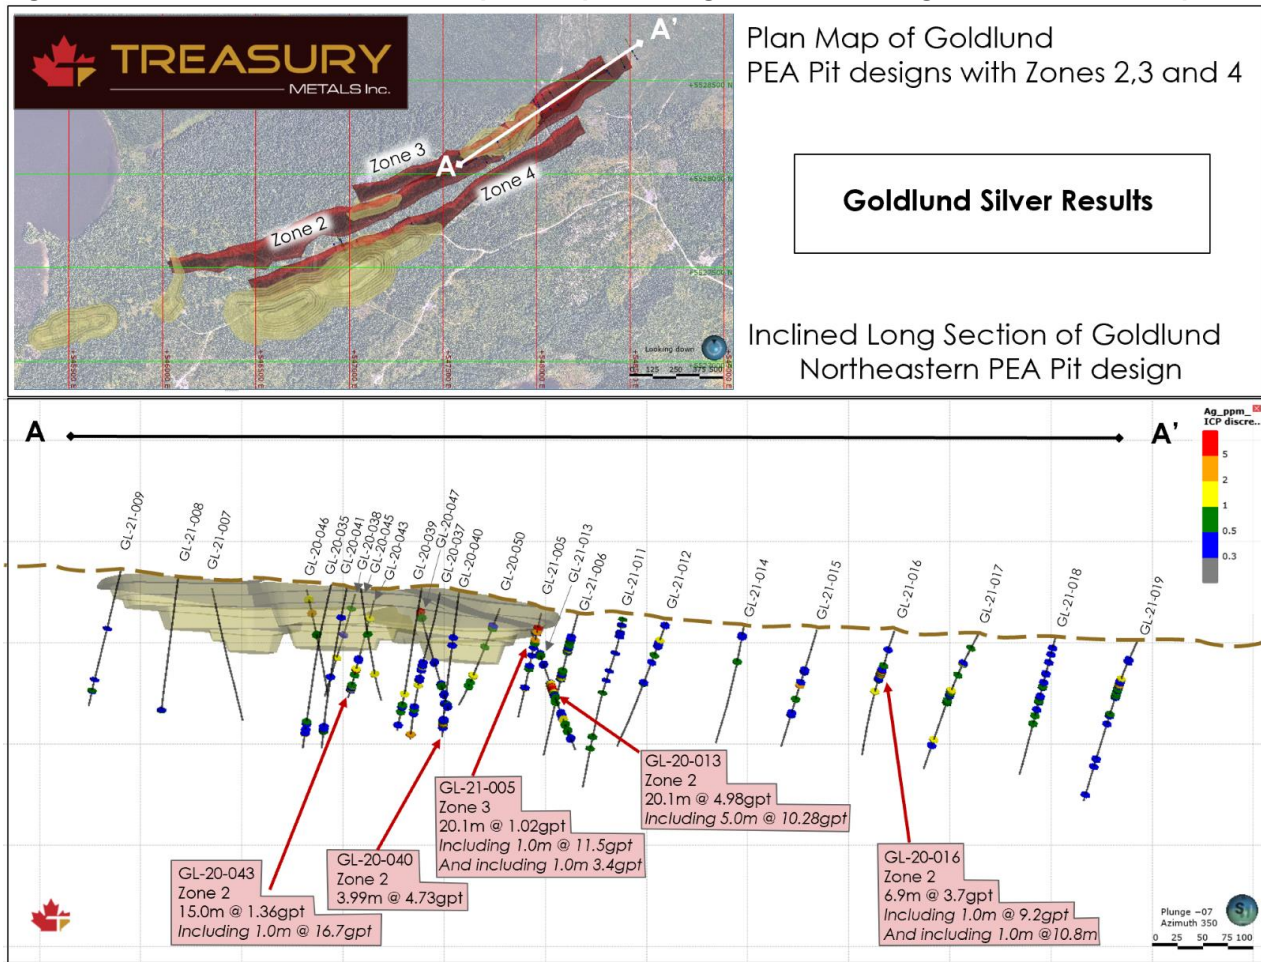 TREASURY
METALS Inc.
Plan Map of Goldlund
PEA Pit designs with Zones 2,3 and 4
Goldlund Silver Results
Inclined Long Section of Goldlund
Northeastern PEA Pit design
A'
A
Zone 3
Zone 4
Zone 2
+5528500 N
+5528000 N
+5527500 N
Looking down
125 250 375 500
A
A'
Ag_ppm_
ICP discre..
5
2
1
0.5
0.3
GL-21-009
GL-21-008
GL-21-007
GL-20-046
GL-20-035
GL-20-041
GL-20-038
GL-20-045
GL-20-043
GL-20-039
GL-20-047
GL-20-037
GL-20-040
GL-20-050
GL-21-005
GL-21-013
GL-21-006
GL-21-011
GL-21-012
GL-21-014
GL-21-015
GL-21-016
GL-21-017
GL-21-018
GL-21-019
GL-20-043
Zone 2
15.0m @ 1.36gpt
Including 1.0m @ 16.7gpt
GL-20-040
Zone 2
3.99m @ 4.73gpt
GL-21-005
Zone 3
20.1m @ 1.02gpt
Including 1.0m @ 11.5gpt
And including 1.0m 3.4gpt
GL-20-013
Zone 2
20.1m @ 4.98gpt
Including 5.0m @ 10.28gpt
GL-20-016
Zone 2
6.9m @ 3.7gpt
Including 1.0m @ 9.2gpt
And including 1.0m @10.8m
Plunge -07
Azimuth 350
0 25 50 75 100